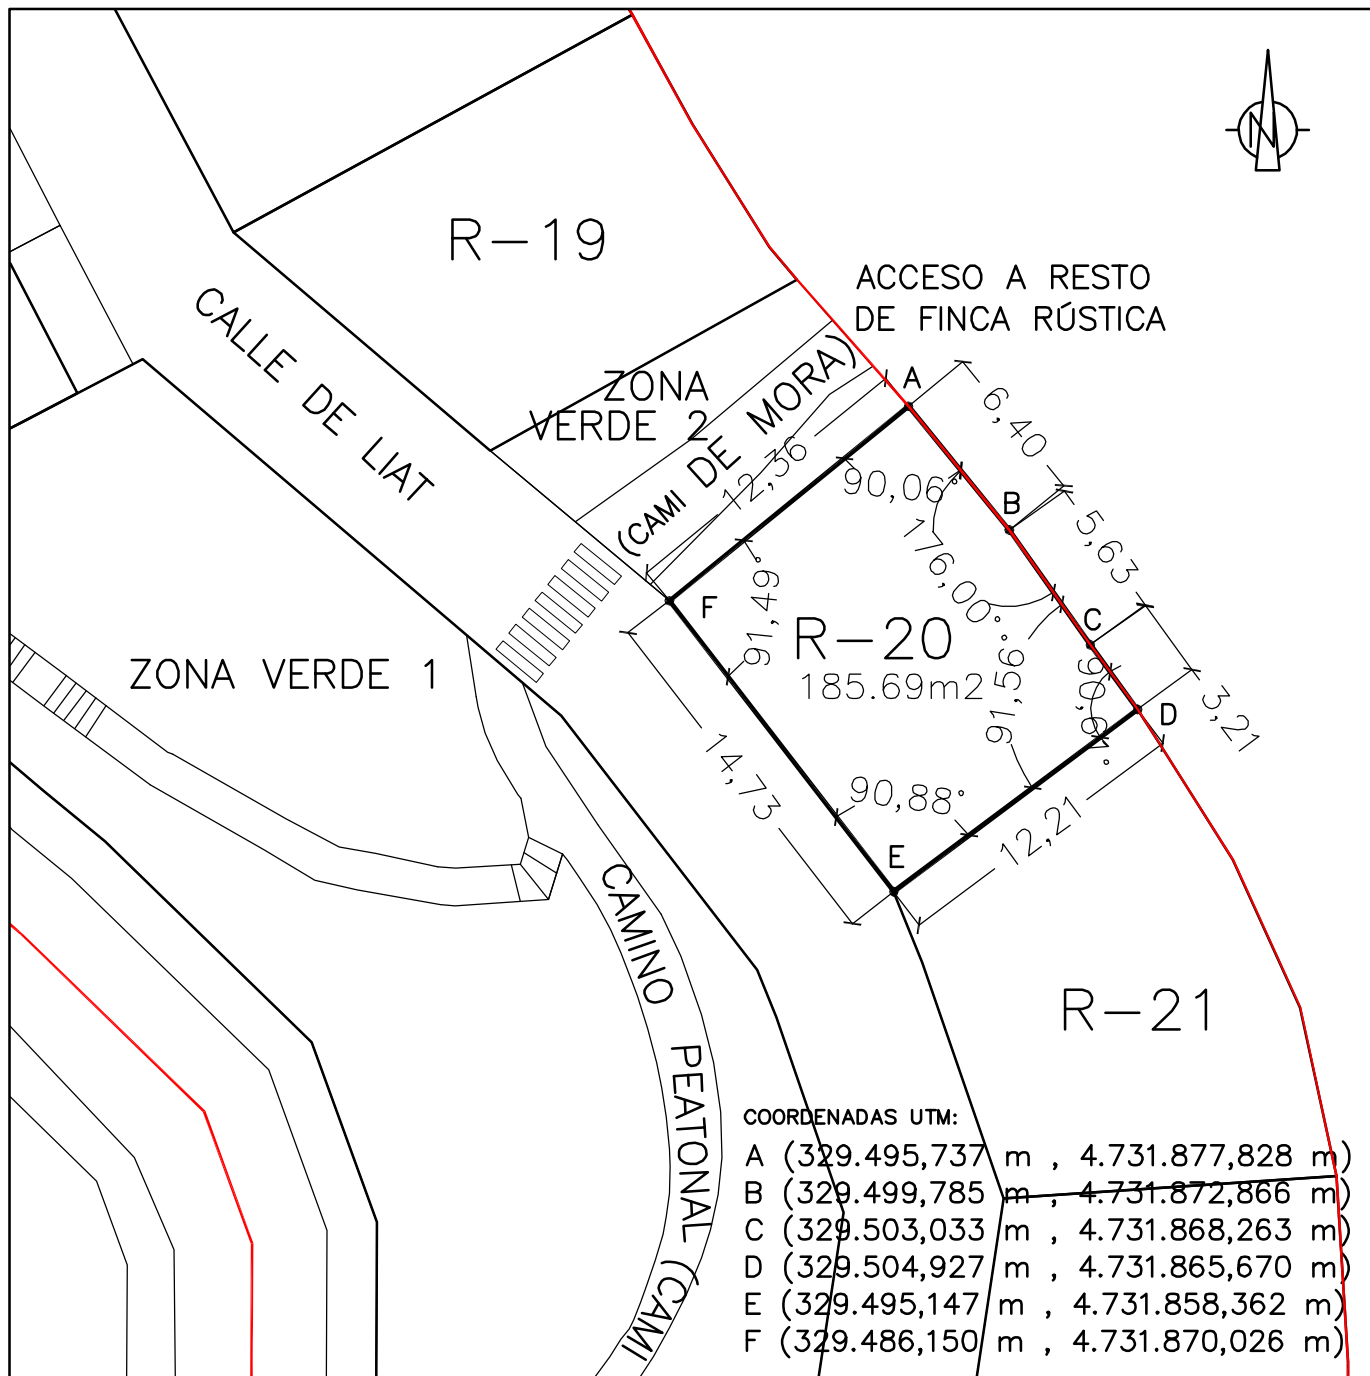 N
R-19
ACCESO A RESTO
DE FINCA RÚSTICA
CALLE DE LIAT
ZONA
VERDE 2
(CAMI DE MORA)
A
6,40
12,36
90,06°
B
176,00°
5,63
F
91,49°
R-20
185.69m2
C
91,56°
D
3,21
ZONA VERDE 1
14,73
90,88°
12,21
E
CAMINO PEATONAL (CAMI
R-21
COORDENADAS UTM:
A (329.495,737 m , 4.731.877,828 m)
B (329.499,785 m , 4.731.872,866 m)
C (329.503,033 m , 4.731.868,263 m)
D (329.504,927 m , 4.731.865,670 m)
E (329.495,147 m , 4.731.858,362 m)
F (329.486,150 m , 4.731.870,026 m)